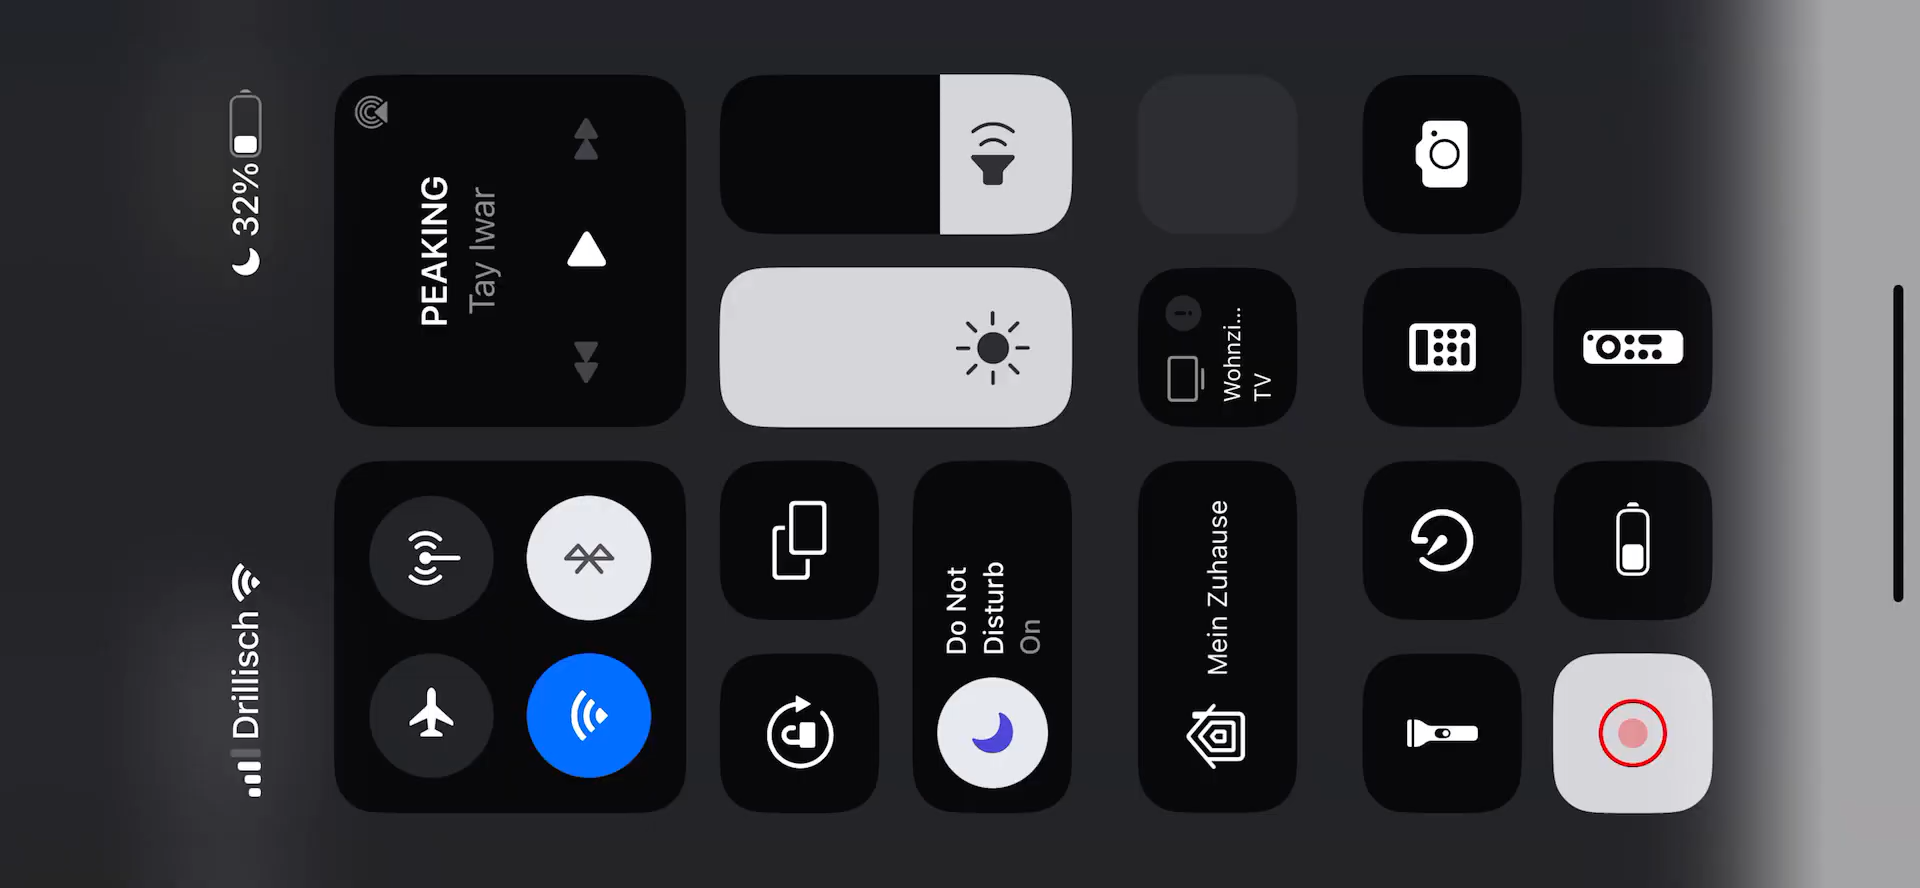 Drillisch
32%
PEAKING
Tay Iwar
Do Not
Disturb
On
Mein Zuhause
Wohnzi...
TV